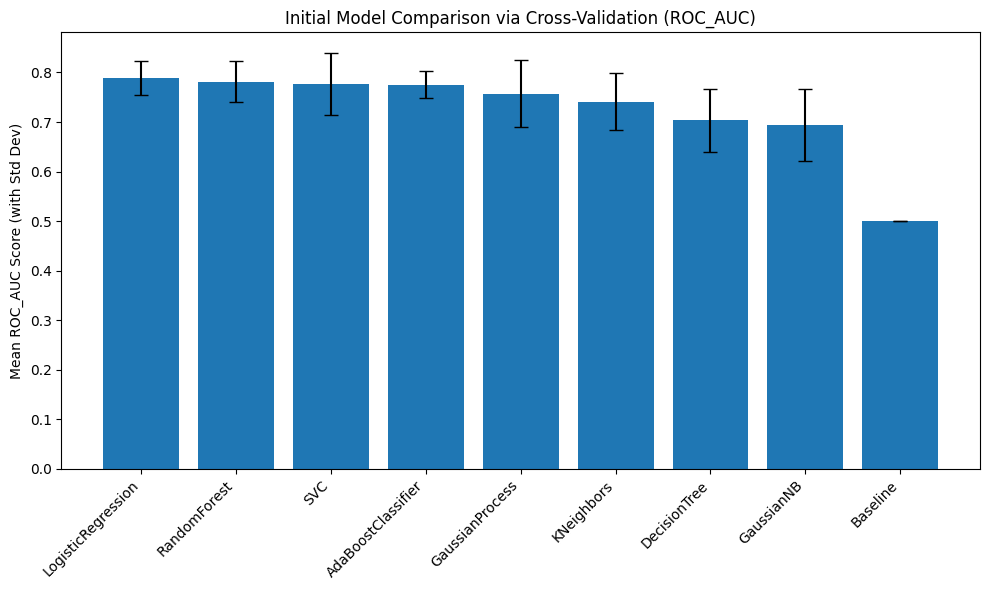 Initial Model Comparison via Cross-Validation (ROC_AUC)
Mean ROC_AUC Score (with Std Dev)
0.8
0.7
0.6
0.5
0.4
0.3
0.2
0.1
0.0
LogisticRegression
RandomForest
SVC
AdaBoostClassifier
GaussianProcess
KNeighbors
DecisionTree
GaussianNB
Baseline